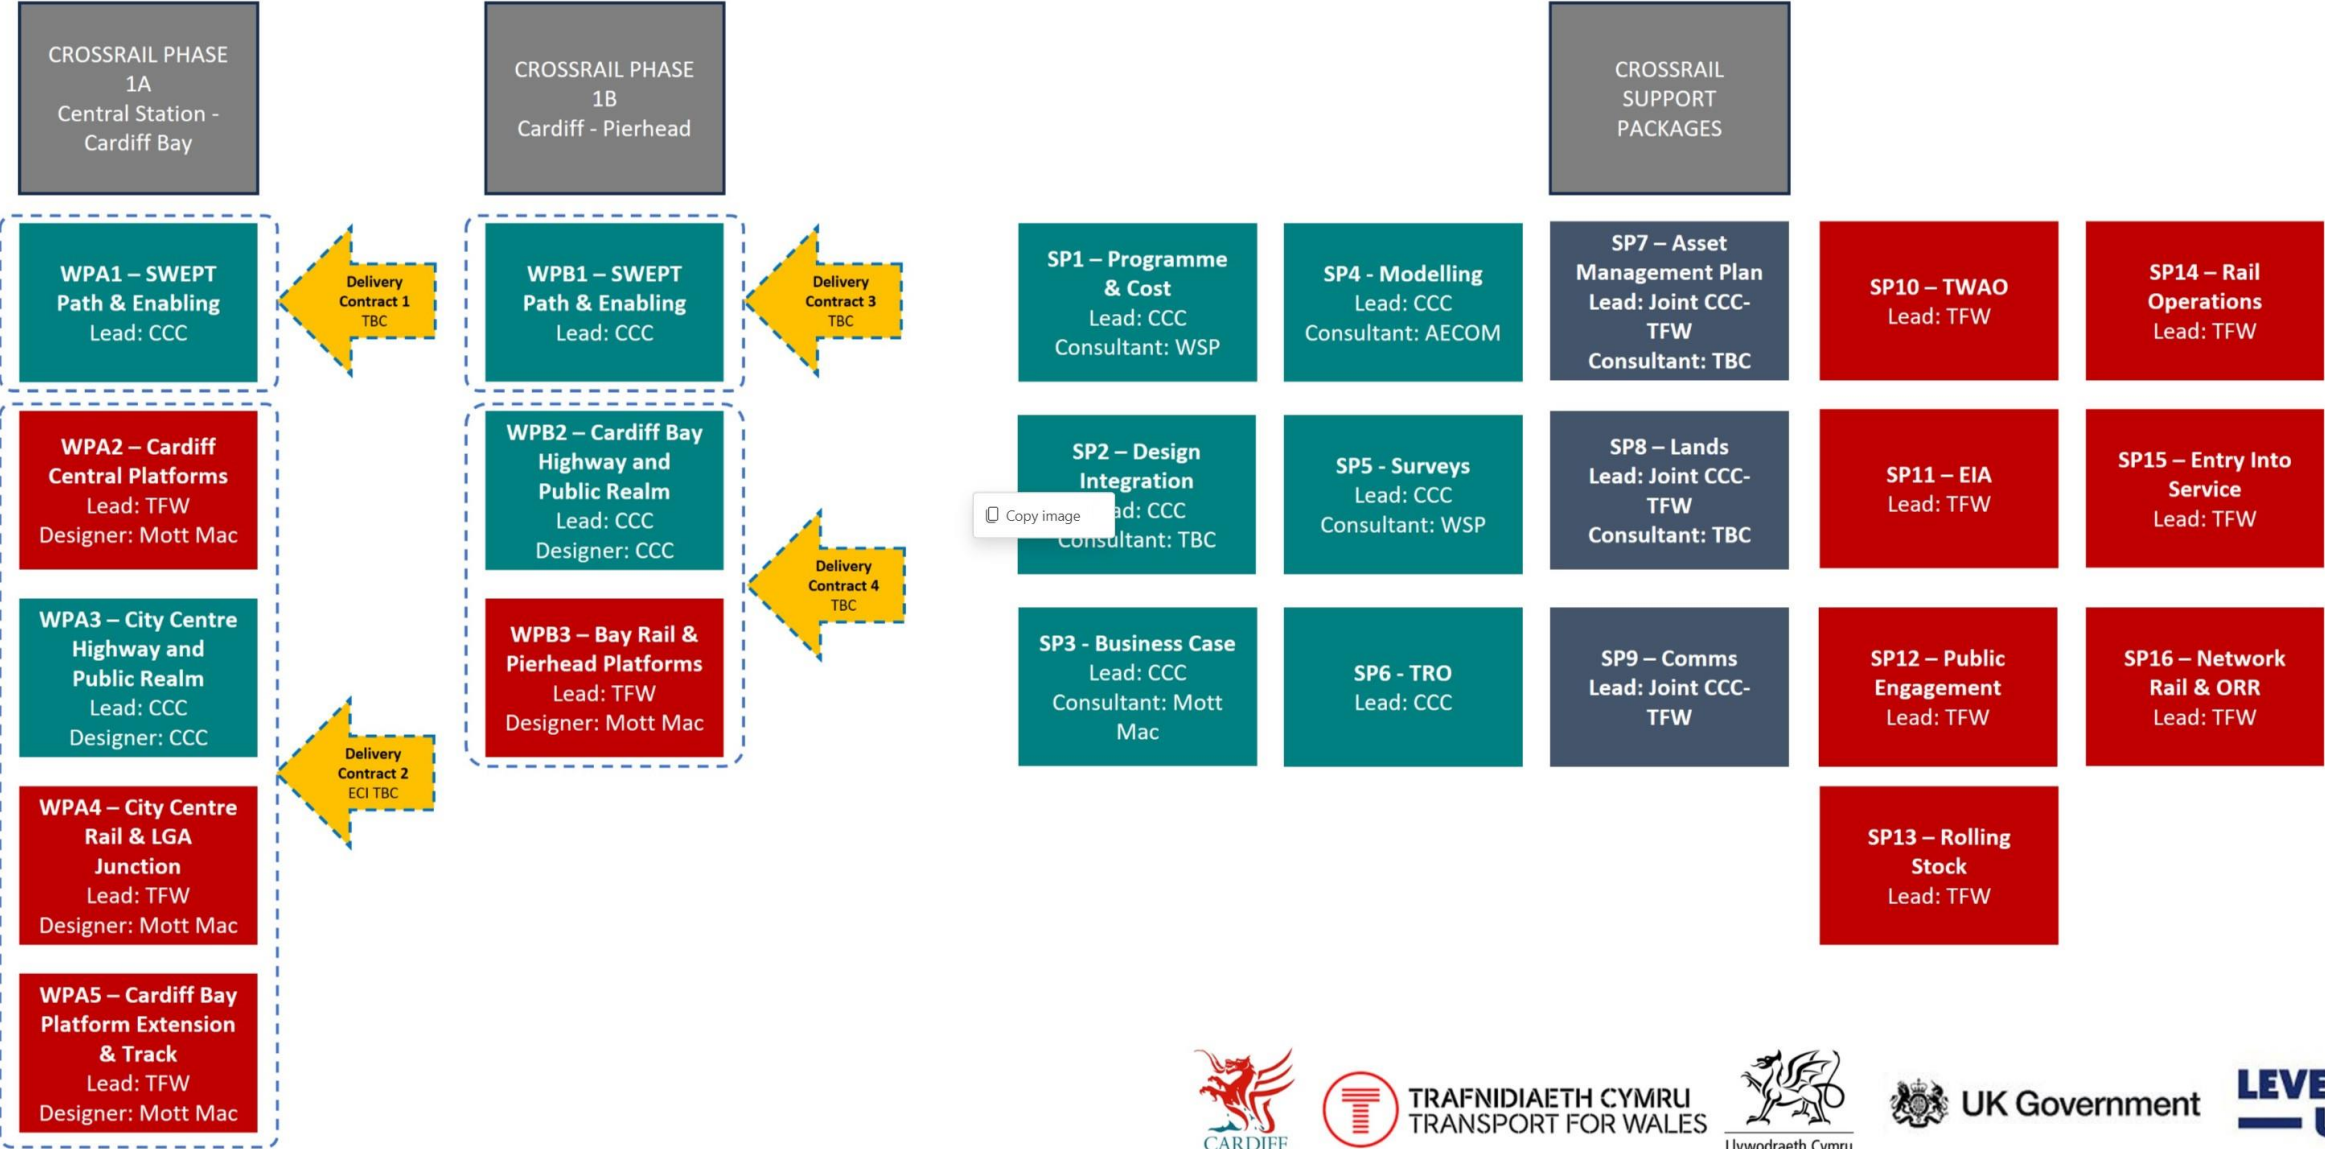 CROSSRAIL PHASE
1A
Central Station -
Cardiff Bay
CROSSRAIL PHASE
1B
Cardiff - Pierhead
CROSSRAIL
SUPPORT
PACKAGES
WPA1 – SWEPT
Path & Enabling
Lead: CCC
Delivery
Contract 1
TBC
WPA2 – Cardiff
Central Platforms
Lead: TFW
Designer: Mott Mac
WPA3 – City Centre
Highway and
Public Realm
Lead: CCC
Designer: CCC
WPA4 – City Centre
Rail & LGA
Junction
Lead: TFW
Designer: Mott Mac
WPA5 – Cardiff Bay
Platform Extension
& Track
Lead: TFW
Designer: Mott Mac
Delivery
Contract 2
ECI TBC
WPB1 – SWEPT
Path & Enabling
Lead: CCC
Delivery
Contract 3
TBC
WPB2 – Cardiff Bay
Highway and
Public Realm
Lead: CCC
Designer: CCC
WPB3 – Bay Rail &
Pierhead Platforms
Lead: TFW
Designer: Mott Mac
Delivery
Contract 4
TBC
SP1 – Programme
& Cost
Lead: CCC
Consultant: WSP
SP2 – Design
Integration
ad: CCC
Copy image
Consultant: TBC
SP3 - Business Case
Lead: CCC
Consultant: Mott
Mac
SP4 - Modelling
Lead: CCC
Consultant: AECOM
SP5 - Surveys
Lead: CCC
Consultant: WSP
SP6 - TRO
Lead: CCC
SP7 – Asset
Management Plan
Lead: Joint CCC-
TFW
Consultant: TBC
SP8 – Lands
Lead: Joint CCC-
TFW
Consultant: TBC
SP9 – Comms
Lead: Joint CCC-
TFW
SP10 – TWAO
Lead: TFW
SP11 – EIA
Lead: TFW
SP12 – Public
Engagement
Lead: TFW
SP13 – Rolling
Stock
Lead: TFW
SP14 – Rail
Operations
Lead: TFW
SP15 – Entry Into
Service
Lead: TFW
SP16 – Network
Rail & ORR
Lead: TFW
CARDIFF
TRAFNIDIAETH CYMRU
TRANSPORT FOR WALES
Llywodraeth Cymru
UK Government
LEVE